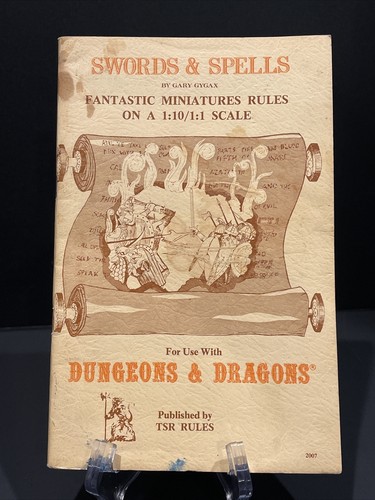 SWORDS & SPELLS
BY GARY GYGAX
FANTASTIC MINIATURES RULES
ON A 1:10/1:1 SCALE
For Use With
DUNGEONS & DRAGONS®
Published by
TSR RULES
2007